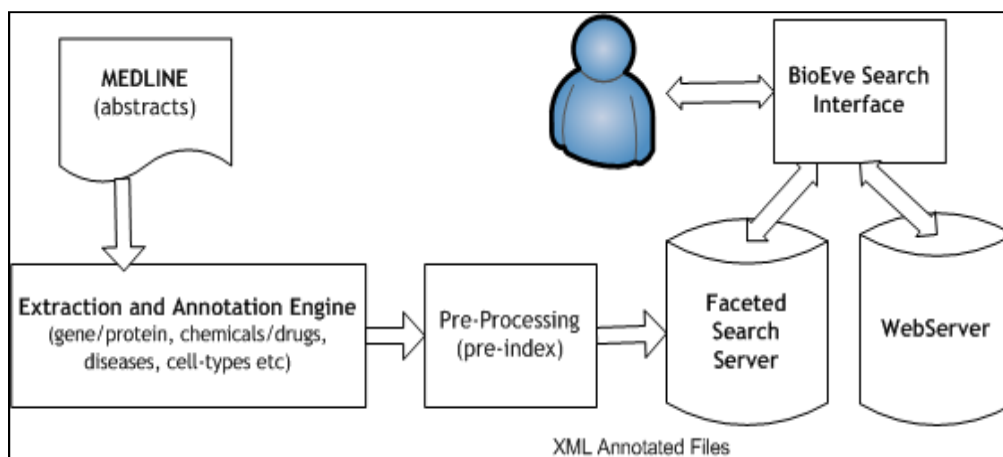 MEDLINE
(abstracts)
BioEve Search
Interface
Extraction and Annotation Engine
(gene/protein, chemicals/drugs,
diseases, cell-types etc)
Pre-Processing
(pre-index)
Faceted
Search
Server
WebServer
XML Annotated Files